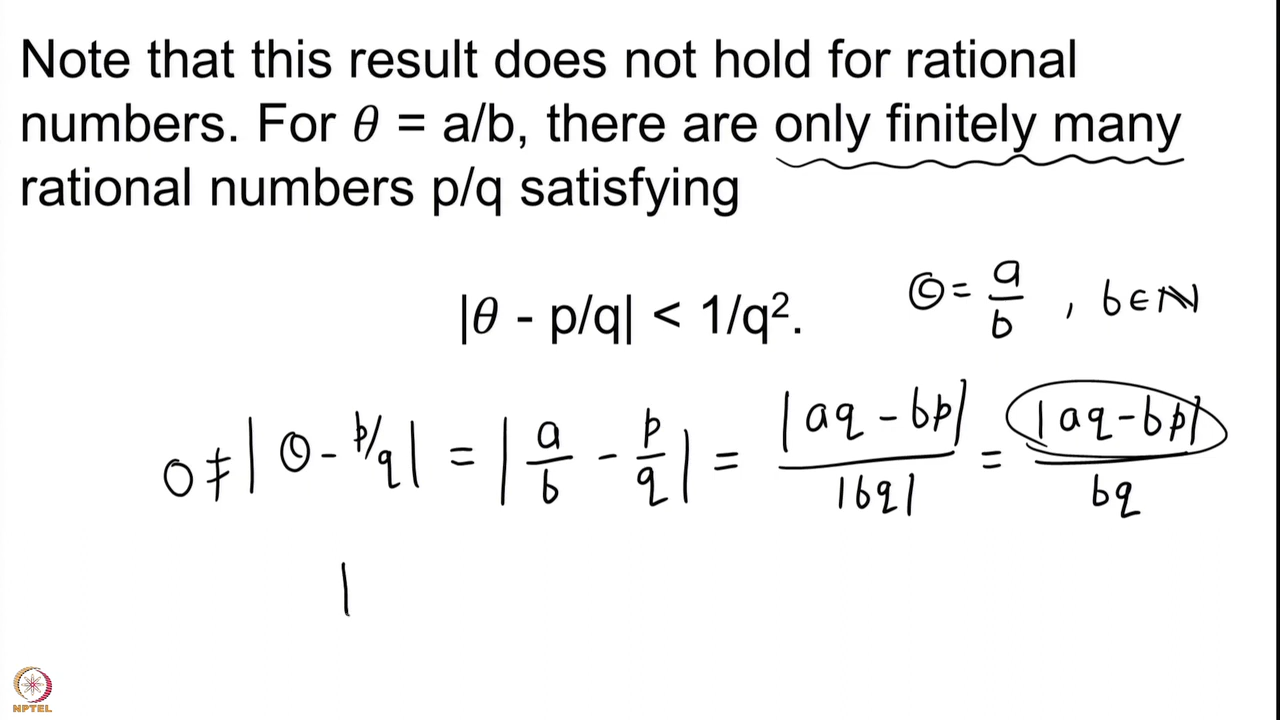 Note that this result does not hold for rational
numbers. For θ = a/b, there are only finitely many
rational numbers p/q satisfying
|θ - p/q| < 1/q².
θ = a/b , b ∈ ℕ
0 ≠ | θ - p/q | = | a/b - p/q | = |aq - bp| / |bq| = |aq - bp| / bq
|
NPTEL